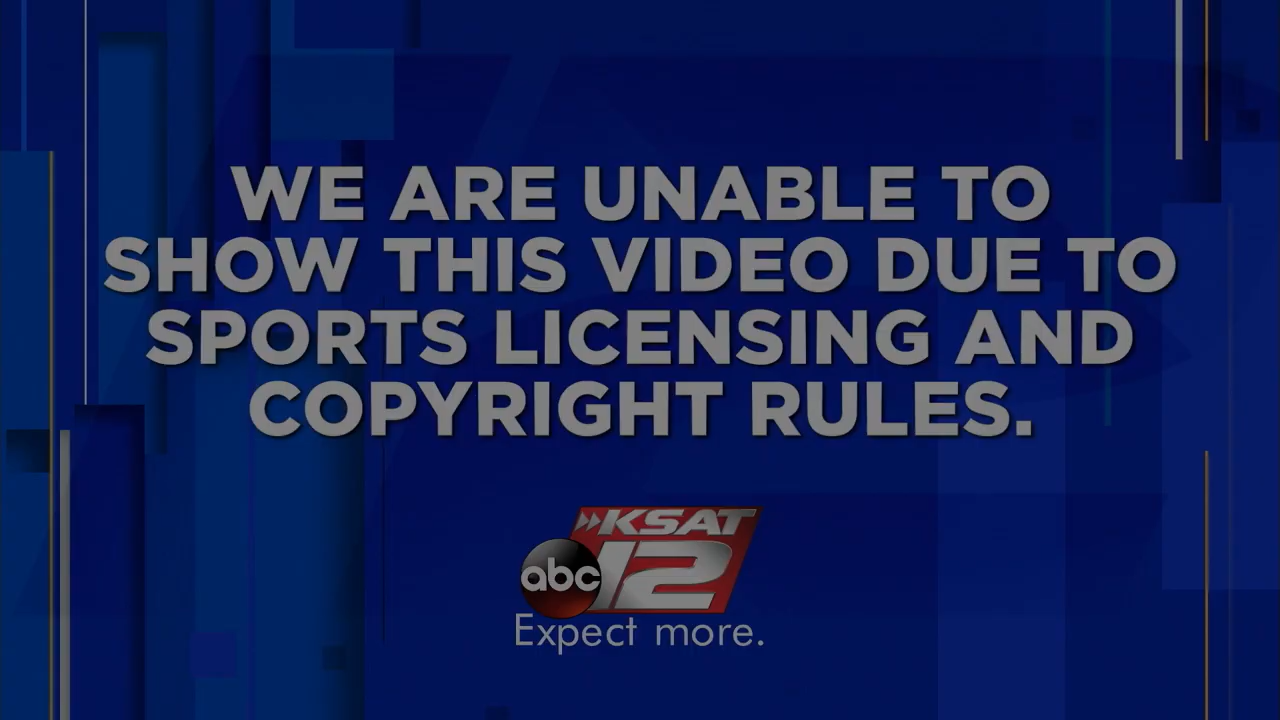 WE ARE UNABLE TO
SHOW THIS VIDEO DUE TO
SPORTS LICENSING AND
COPYRIGHT RULES.
KSAT
abc 12
Expect more.